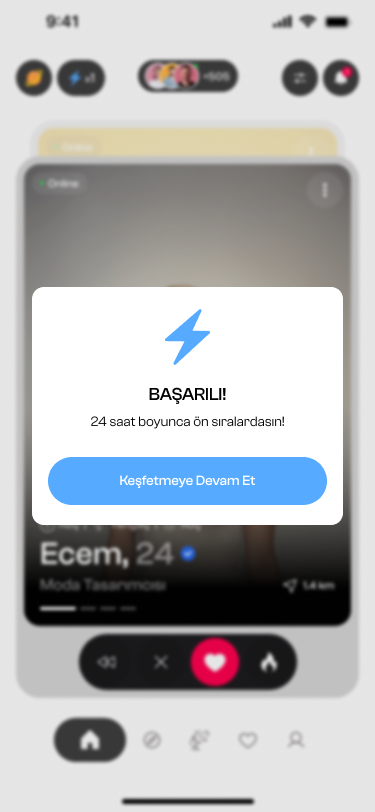 9:41
+505
Online
Online
BAŞARILI!
24 saat boyunca ön sıralardasın!
Keşfetmeye Devam Et
Ecem, 24
Moda Tasarımcısı
1.4 km